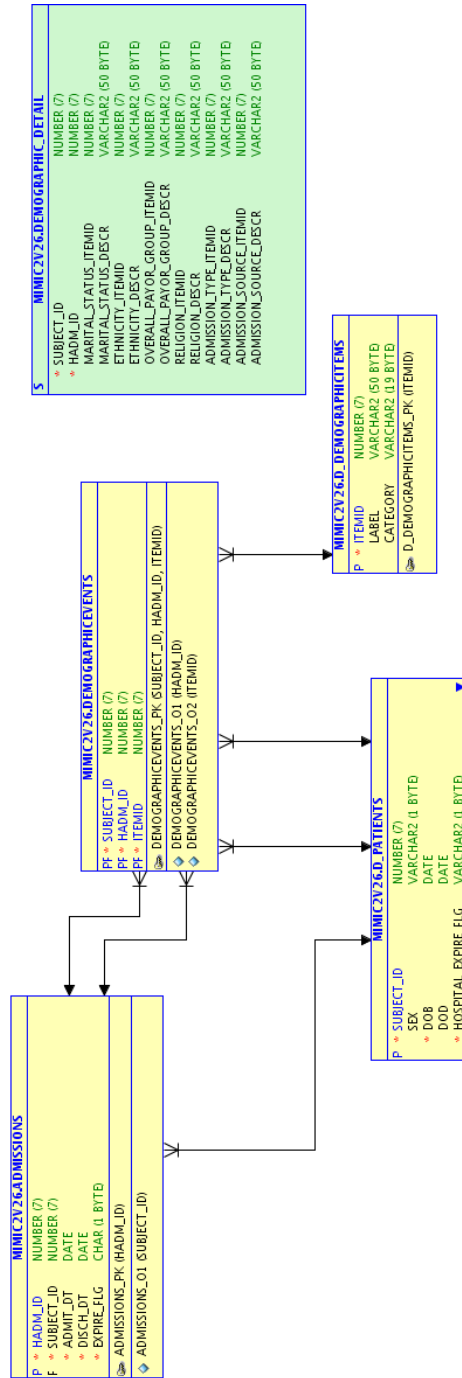 MIMIC2V26.ADMISSIONS
P * HADM_ID NUMBER (7)
F * SUBJECT_ID NUMBER (7)
* ADMIT_DT DATE
* DISCH_DT DATE
* EXPIRE_FLG CHAR (1 BYTE)
ADMISSIONS_PK (HADM_ID)
ADMISSIONS_O1 (SUBJECT_ID)
MIMIC2V26.DEMOGRAPHICEVENTS
PF * SUBJECT_ID NUMBER (7)
PF * HADM_ID NUMBER (7)
PF * ITEMID NUMBER (7)
DEMOGRAPHICEVENTS_PK (SUBJECT_ID, HADM_ID, ITEMID)
DEMOGRAPHICEVENTS_O1 (HADM_ID)
DEMOGRAPHICEVENTS_O2 (ITEMID)
S MIMIC2V26.DEMOGRAPHIC_DETAIL
* SUBJECT_ID NUMBER (7)
* HADM_ID NUMBER (7)
MARITAL_STATUS_ITEMID NUMBER (7)
MARITAL_STATUS_DESCR VARCHAR2 (50 BYTE)
ETHNICITY_ITEMID NUMBER (7)
ETHNICITY_DESCR VARCHAR2 (50 BYTE)
OVERALL_PAYOR_GROUP_ITEMID NUMBER (7)
OVERALL_PAYOR_GROUP_DESCR VARCHAR2 (50 BYTE)
RELIGION_ITEMID NUMBER (7)
RELIGION_DESCR VARCHAR2 (50 BYTE)
ADMISSION_TYPE_ITEMID NUMBER (7)
ADMISSION_TYPE_DESCR VARCHAR2 (50 BYTE)
ADMISSION_SOURCE_ITEMID NUMBER (7)
ADMISSION_SOURCE_DESCR VARCHAR2 (50 BYTE)
MIMIC2V26.D_PATIENTS
P * SUBJECT_ID NUMBER (7)
SEX VARCHAR2 (1 BYTE)
* DOB DATE
DOD DATE
* HOSPITAL_EXPIRE_FLG VARCHAR2 (1 BYTE)
MIMIC2V26.D_DEMOGRAPHICITEMS
P * ITEMID NUMBER (7)
LABEL VARCHAR2 (50 BYTE)
CATEGORY VARCHAR2 (19 BYTE)
D_DEMOGRAPHICITEMS_PK (ITEMID)